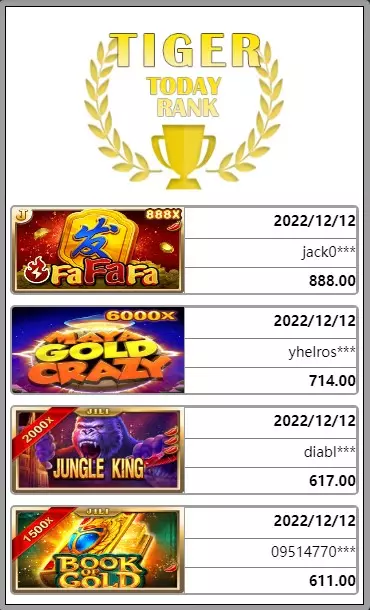 TIGER
TODAY
RANK
J
888X
发
FaFaFa
2022/12/12
jack0***
888.00
6000X
MAYA
GOLD
CRAZY
2022/12/12
yhelros***
714.00
JILI
2000X
JUNGLE KING
2022/12/12
diabl***
617.00
JILI
1500X
BOOK OF
GOLD
2022/12/12
09514770***
611.00